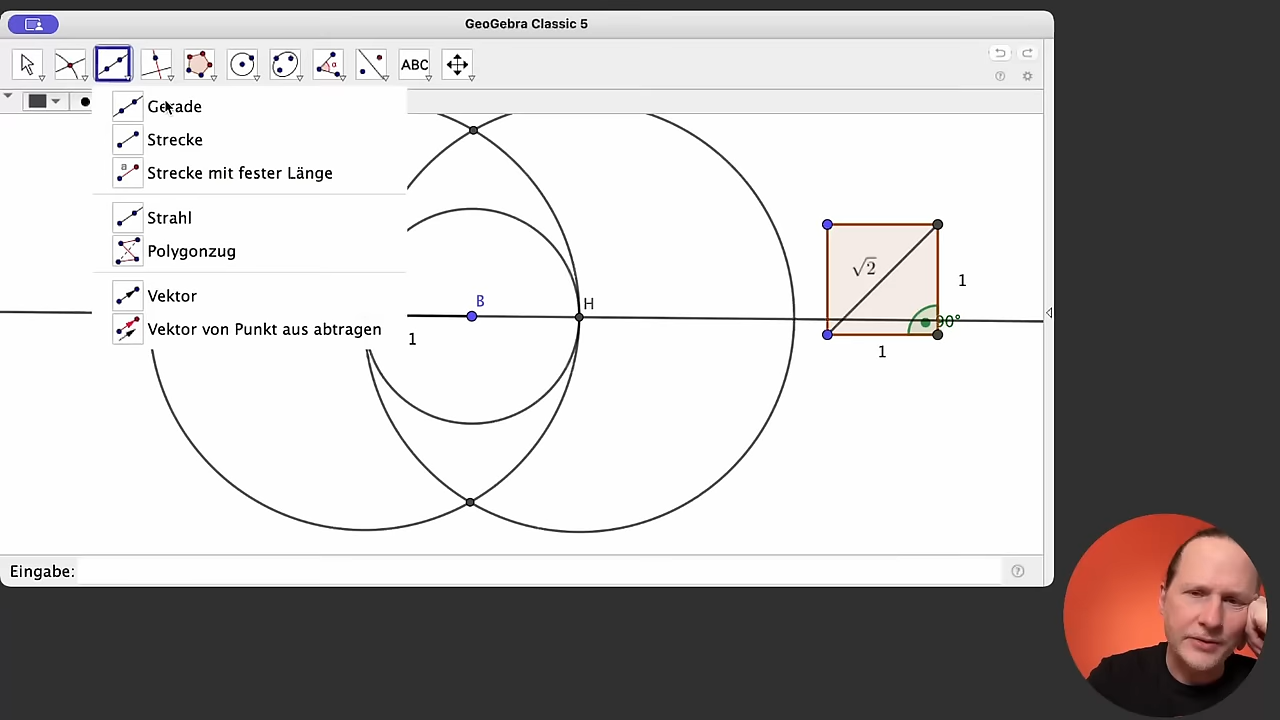 GeoGebra Classic 5
ABC
Gerade
Strecke
a
Strecke mit fester Länge
Strahl
Polygonzug
Vektor
Vektor von Punkt aus abtragen
B
H
1
√2
1
90°
1
Eingabe: